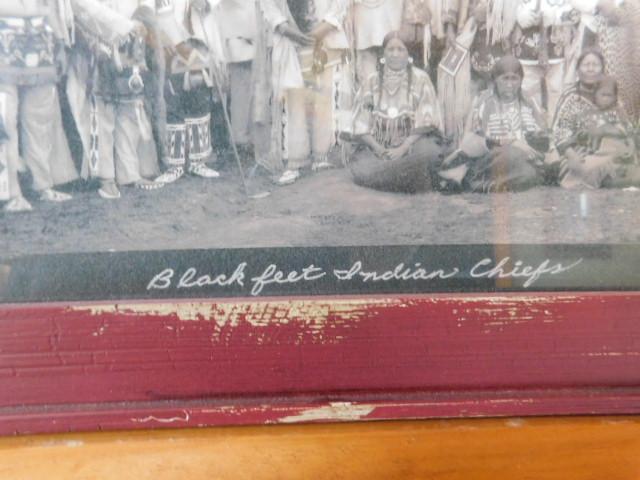 Blackfeet Indian Chiefs